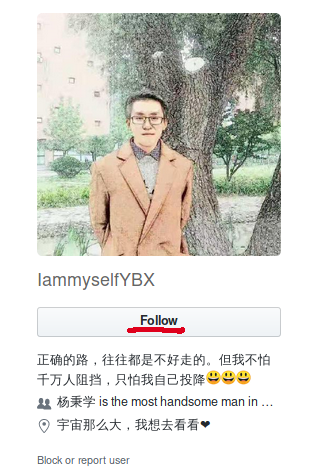 IammyselfYBX
Follow
正确的路，往往都是不好走的。但我不怕
千万人阻挡，只怕我自己投降😃😃😃
杨秉学 is the most handsome man in …
宇宙那么大，我想去看看❤
Block or report user